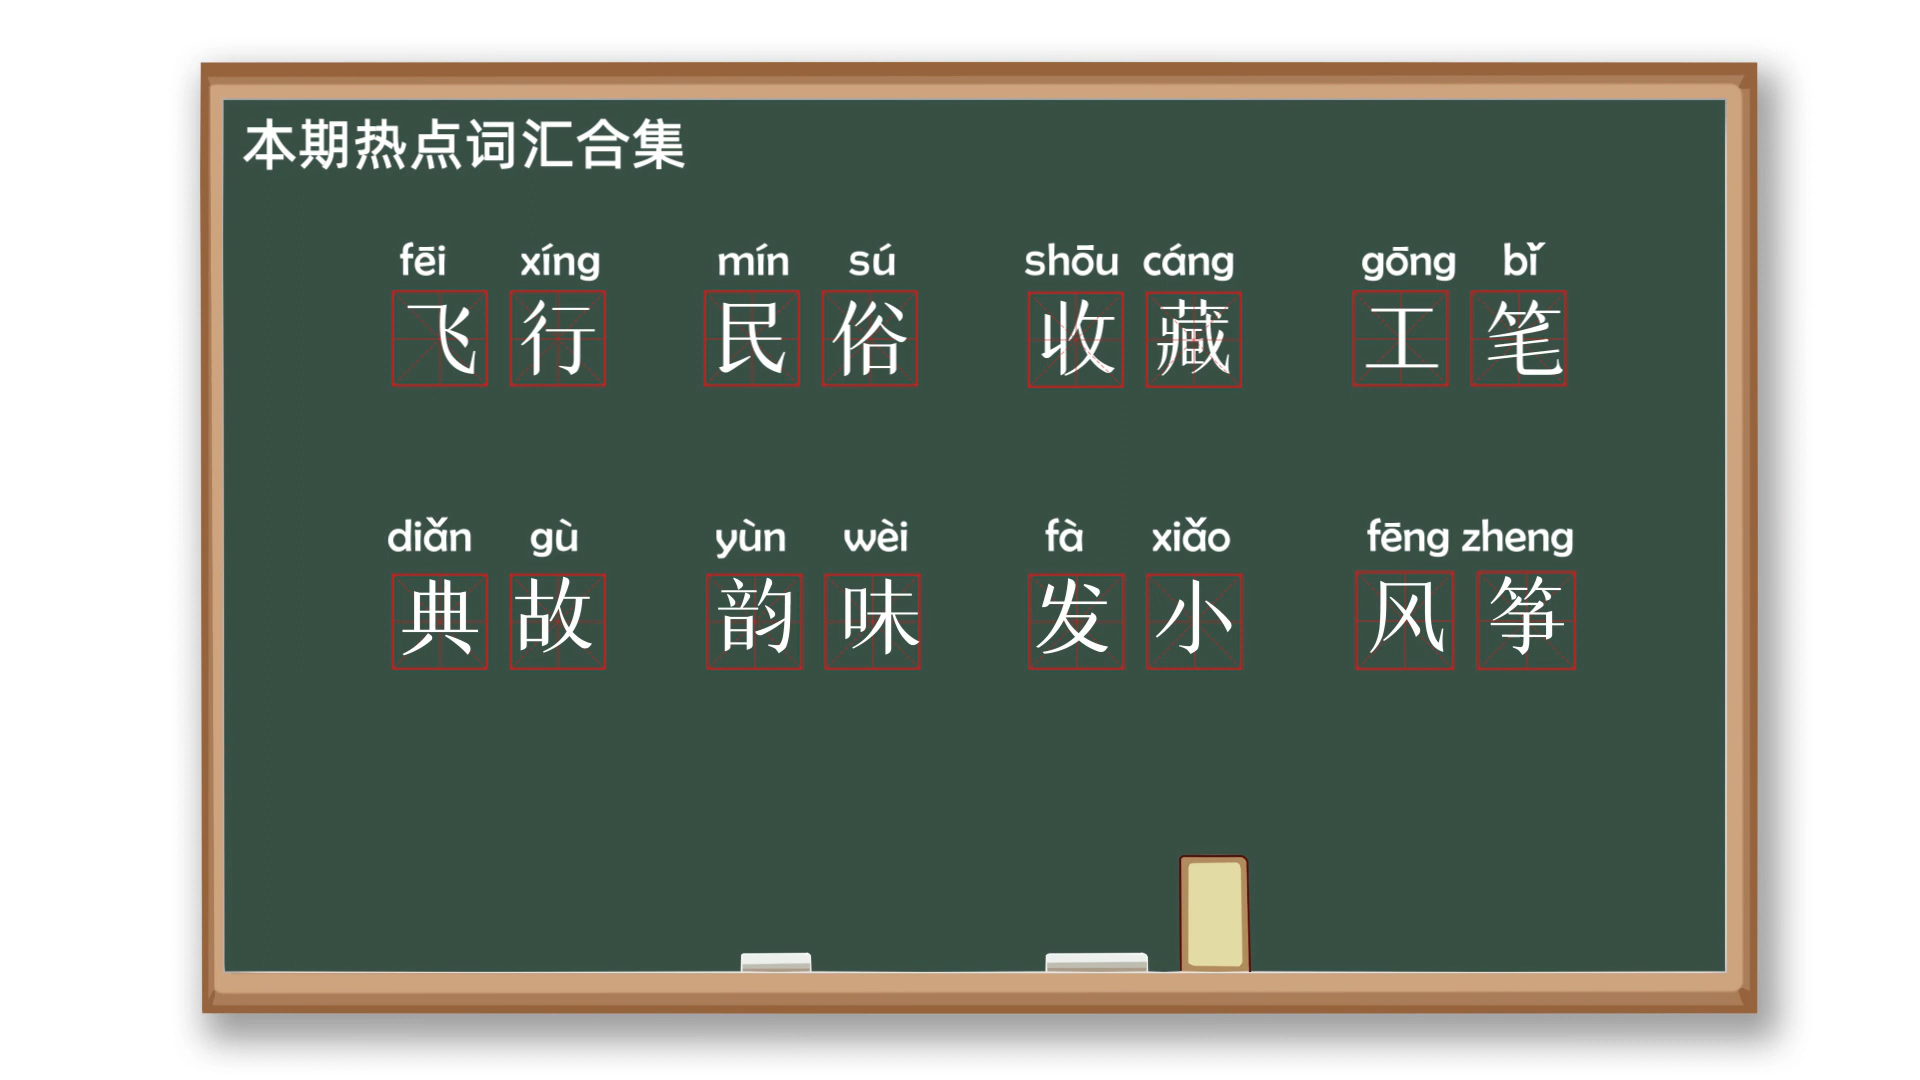 本期热点词汇合集
fēi xíng mín sú shōu cáng gōng bǐ
飞行 民俗 收藏 工笔
diǎn gù yùn wèi fà xiǎo fēng zheng
典故 韵味 发小 风筝